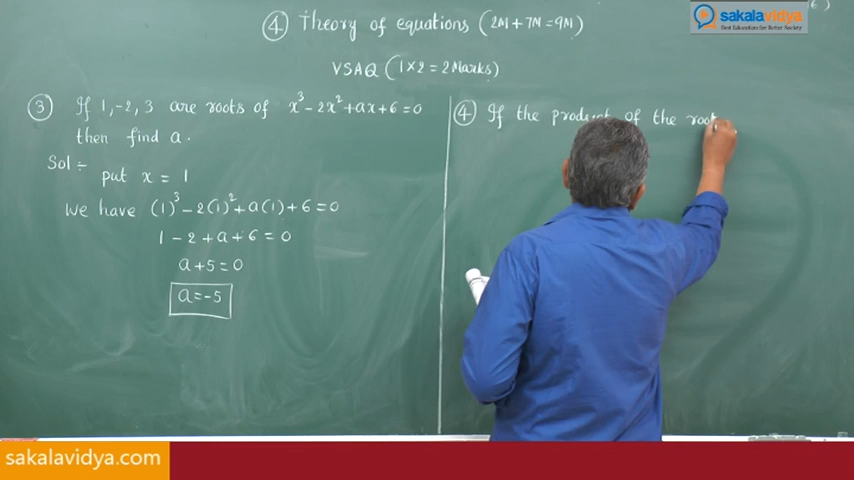 ④ Theory of equations (2M+7M=9M)
sakalavidya
Best Education for Better Society
6)
VSAQ (1×2=2Marks)
③ If 1,-2,3 are roots of x³-2x²+ax+6=0
then find a.
Sol:-
put x = 1
We have (1)³-2(1)²+a(1)+6=0
1-2+a+6=0
a+5=0
a=-5
④ If the product of the root
sakalavidya.com